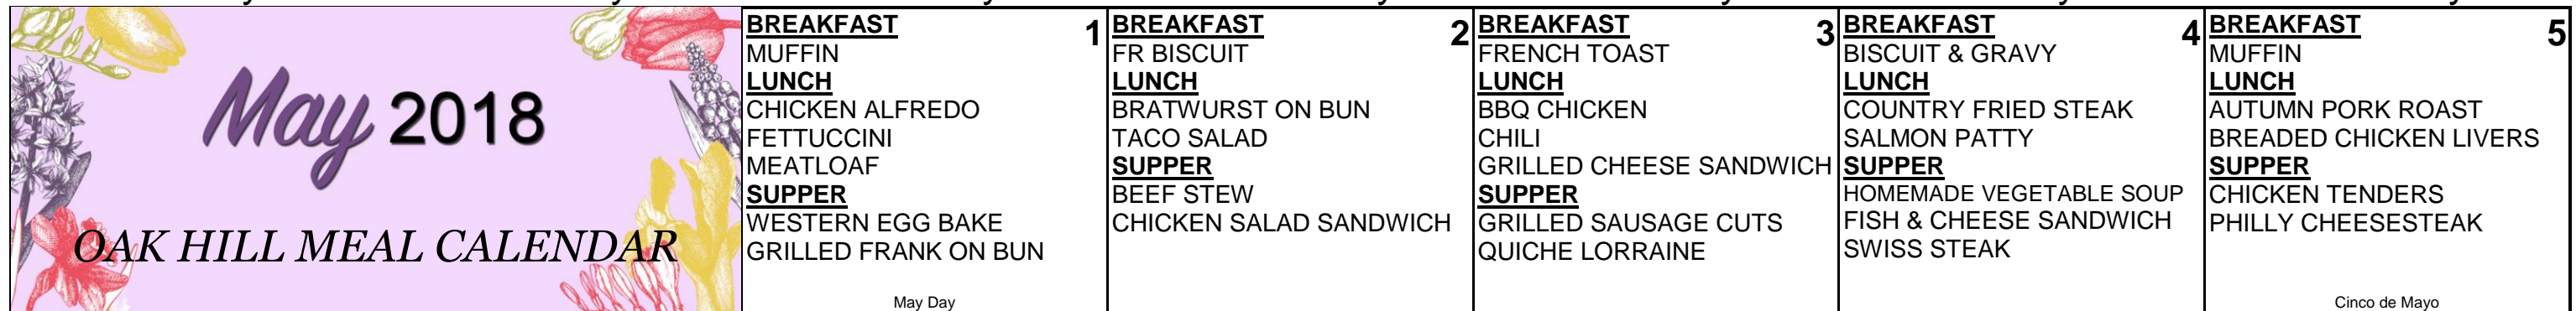 May 2018
OAK HILL MEAL CALENDAR
BREAKFAST 1
MUFFIN
LUNCH
CHICKEN ALFREDO
FETTUCCINI
MEATLOAF
SUPPER
WESTERN EGG BAKE
GRILLED FRANK ON BUN
May Day
BREAKFAST 2
FR BISCUIT
LUNCH
BRATWURST ON BUN
TACO SALAD
SUPPER
BEEF STEW
CHICKEN SALAD SANDWICH
BREAKFAST 3
FRENCH TOAST
LUNCH
BBQ CHICKEN
CHILI
GRILLED CHEESE SANDWICH
SUPPER
GRILLED SAUSAGE CUTS
QUICHE LORRAINE
BREAKFAST 4
BISCUIT & GRAVY
LUNCH
COUNTRY FRIED STEAK
SALMON PATTY
SUPPER
HOMEMADE VEGETABLE SOUP
FISH & CHEESE SANDWICH
SWISS STEAK
BREAKFAST 5
MUFFIN
LUNCH
AUTUMN PORK ROAST
BREADED CHICKEN LIVERS
SUPPER
CHICKEN TENDERS
PHILLY CHEESESTEAK
Cinco de Mayo